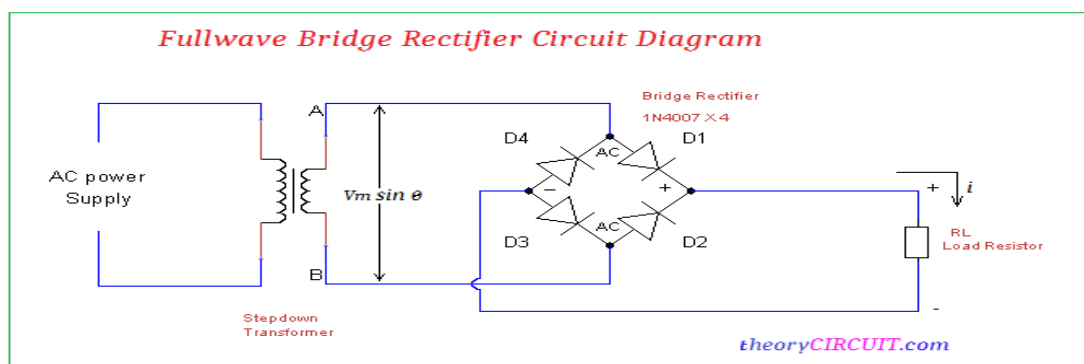 Fullwave Bridge Rectifier Circuit Diagram
Bridge Rectifier
1N4007 X 4
A
D4
D1
AC
AC power
Supply
Vm sin θ
−
+
+
i
D3
AC
D2
RL
Load Resistor
B
-
Stepdown
Transformer
theoryCIRCUIT.com